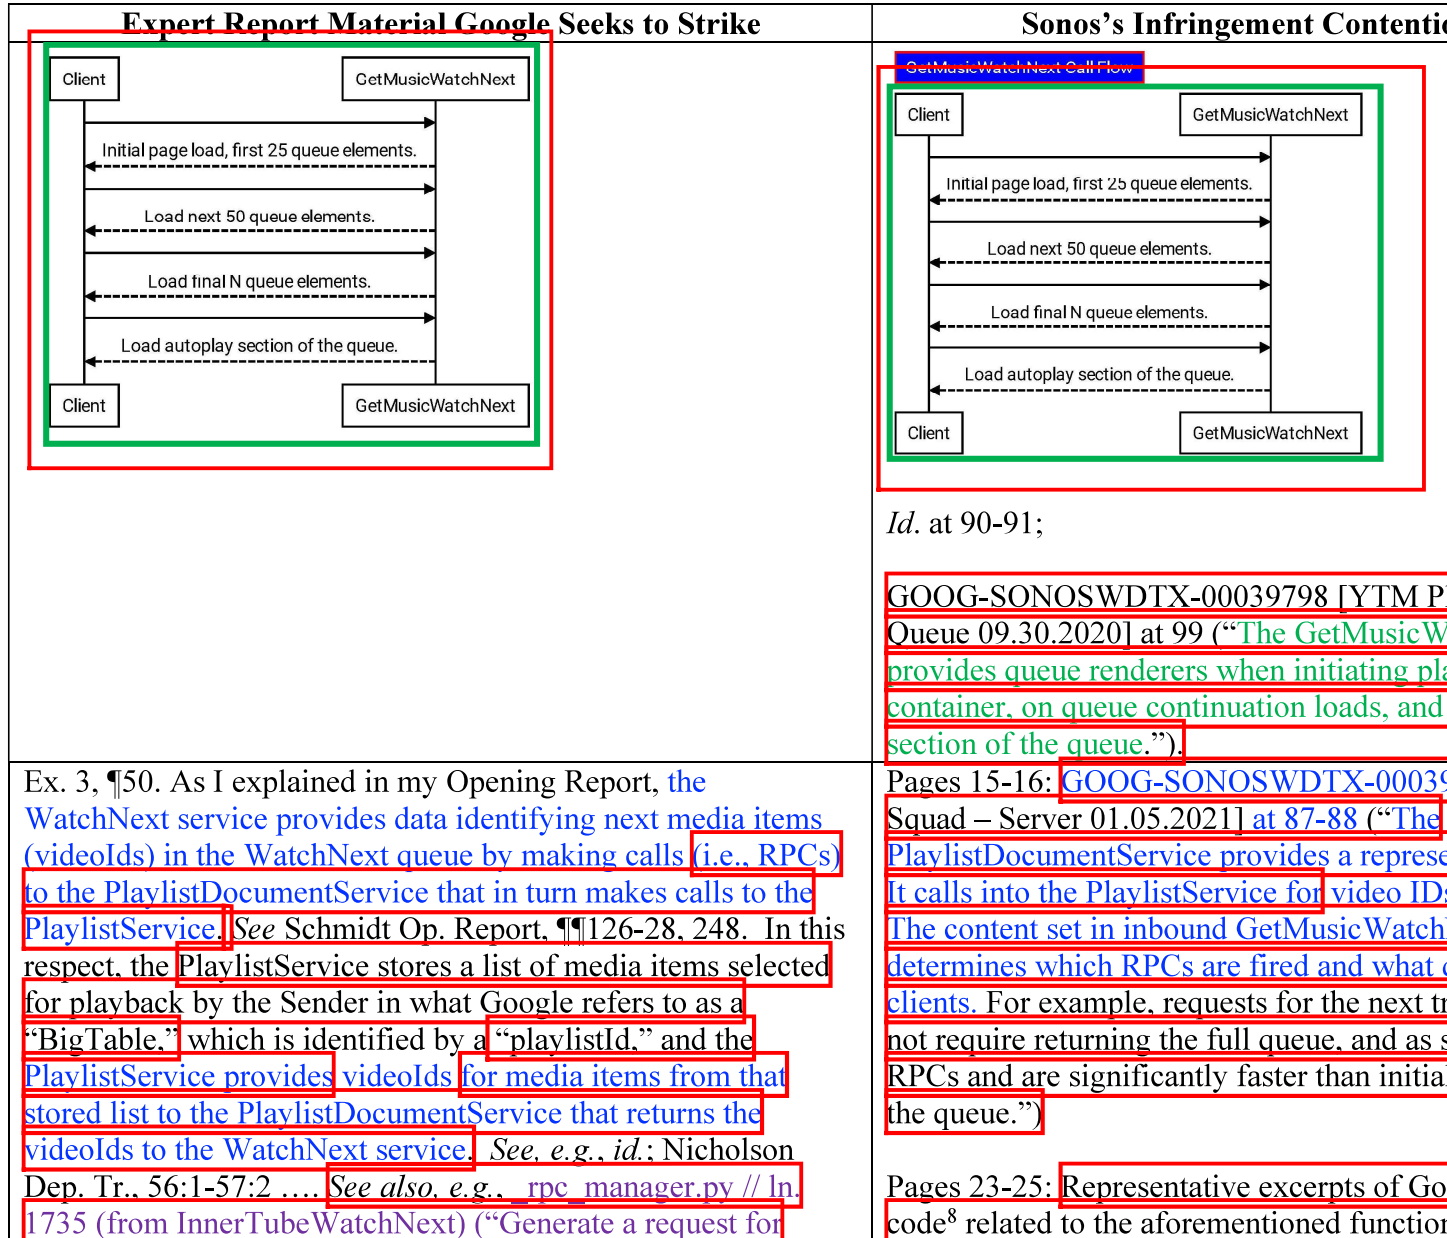 Expert Report Material Google Seeks to Strike
Client
GetMusicWatchNext
Initial page load, first 25 queue elements.
Load next 50 queue elements.
Load final N queue elements.
Load autoplay section of the queue.
Client
GetMusicWatchNext
Sonos's Infringement Contentio
GetMusicWatchNext Call Flow
Client
GetMusicWatchNext
Initial page load, first 25 queue elements.
Load next 50 queue elements.
Load final N queue elements.
Load autoplay section of the queue.
Client
GetMusicWatchNext
Id. at 90-91;
GOOG-SONOSWDTX-00039798 [YTM P
Queue 09.30.2020] at 99 (“The GetMusicW
provides queue renderers when initiating pla
container, on queue continuation loads, and
section of the queue.”).
Ex. 3, ¶50. As I explained in my Opening Report, the
WatchNext service provides data identifying next media items
(videoIds) in the WatchNext queue by making calls (i.e., RPCs)
to the PlaylistDocumentService that in turn makes calls to the
PlaylistService. See Schmidt Op. Report, ¶¶126-28, 248. In this
respect, the PlaylistService stores a list of media items selected
for playback by the Sender in what Google refers to as a
“BigTable,” which is identified by a “playlistId,” and the
PlaylistService provides videoIds for media items from that
stored list to the PlaylistDocumentService that returns the
videoIds to the WatchNext service. See, e.g., id.; Nicholson
Dep. Tr., 56:1-57:2 …. See also, e.g., _rpc_manager.py // ln.
1735 (from InnerTubeWatchNext) (“Generate a request for
Pages 15-16: GOOG-SONOSWDTX-00039
Squad – Server 01.05.2021] at 87-88 (“The
PlaylistDocumentService provides a represe
It calls into the PlaylistService for video IDs
The content set in inbound GetMusicWatch
determines which RPCs are fired and what d
clients. For example, requests for the next tr
not require returning the full queue, and as s
RPCs and are significantly faster than initial
the queue.”)
Pages 23-25: Representative excerpts of Go
code8 related to the aforementioned function